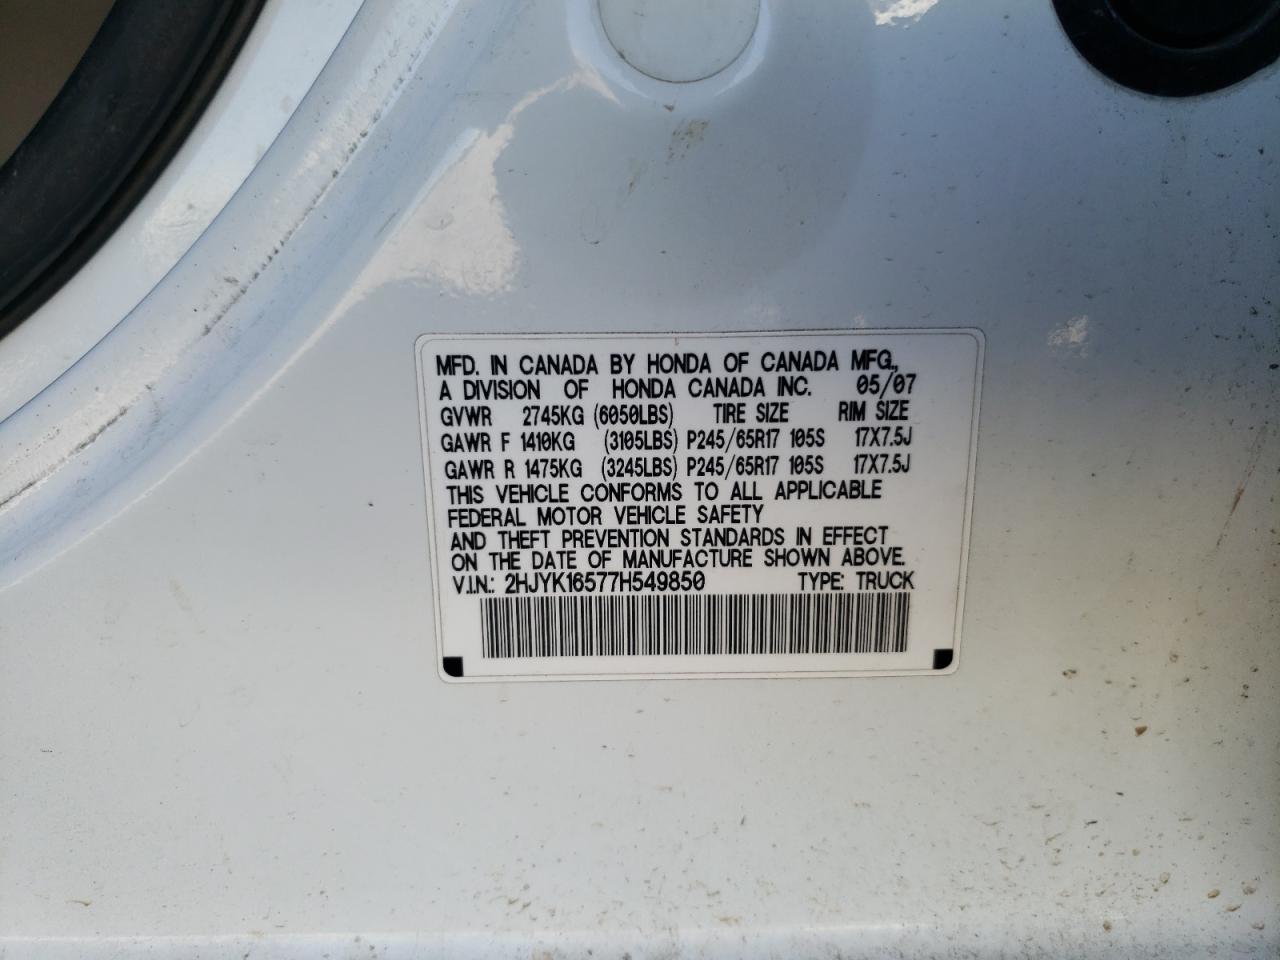 MFD. IN CANADA BY HONDA OF CANADA MFG.,
A DIVISION OF HONDA CANADA INC. 05/07
GVWR 2745KG (6050LBS) TIRE SIZE RIM SIZE
GAWR F 1410KG (3105LBS) P245/65R17 105S 17X7.5J
GAWR R 1475KG (3245LBS) P245/65R17 105S 17X7.5J
THIS VEHICLE CONFORMS TO ALL APPLICABLE
FEDERAL MOTOR VEHICLE SAFETY
AND THEFT PREVENTION STANDARDS IN EFFECT
ON THE DATE OF MANUFACTURE SHOWN ABOVE.
V.I.N.: 2HJYK16577H549850 TYPE: TRUCK